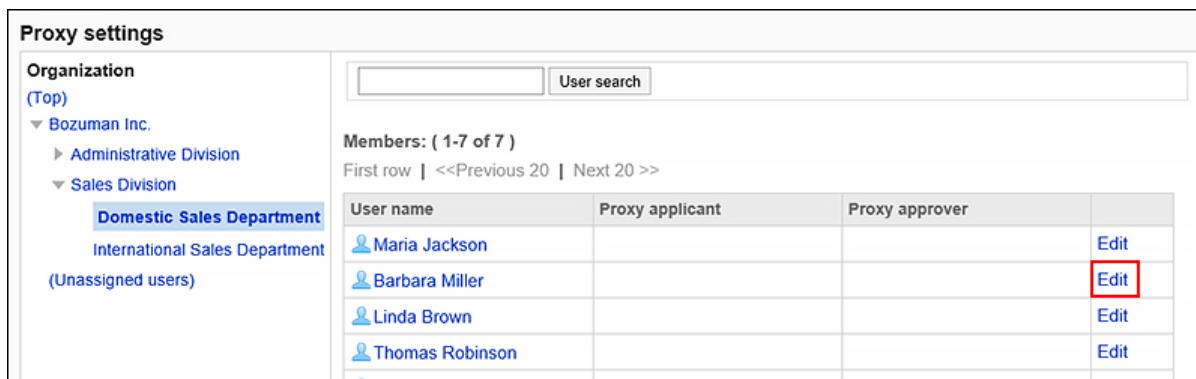 Proxy settings
Organization
(Top)
Bozuman Inc.
Administrative Division
Sales Division
Domestic Sales Department
International Sales Department
(Unassigned users)
User search
Members: ( 1-7 of 7 )
First row | <<Previous 20 | Next 20 >>
User name Proxy applicant Proxy approver
Maria Jackson Edit
Barbara Miller Edit
Linda Brown Edit
Thomas Robinson Edit